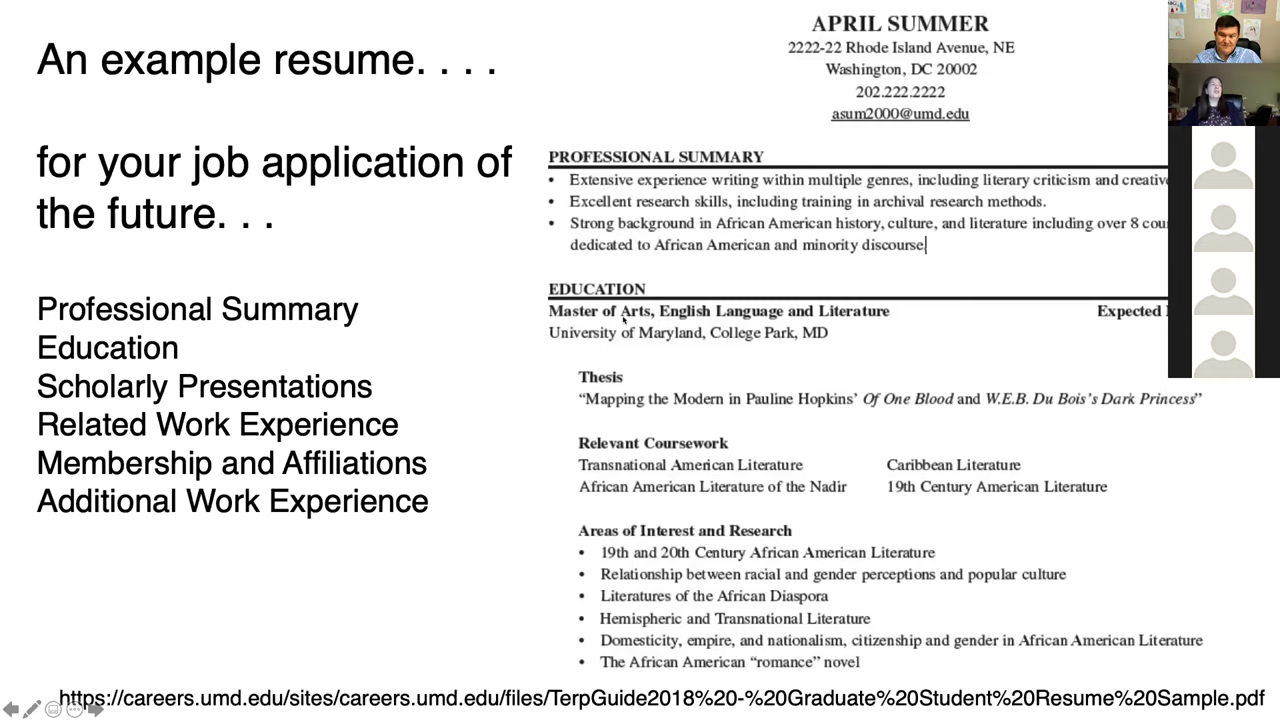 An example resume. . . .
for your job application of
the future. . .
Professional Summary
Education
Scholarly Presentations
Related Work Experience
Membership and Affiliations
Additional Work Experience
APRIL SUMMER
2222-22 Rhode Island Avenue, NE
Washington, DC 20002
202.222.2222
asum2000@umd.edu
PROFESSIONAL SUMMARY
• Extensive experience writing within multiple genres, including literary criticism and creative
• Excellent research skills, including training in archival research methods.
• Strong background in African American history, culture, and literature including over 8
dedicated to African American and minority discourse
EDUCATION
Master of Arts, English Language and Literature Expected
University of Maryland, College Park, MD
Thesis
“Mapping the Modern in Pauline Hopkins’ Of One Blood and W.E.B. Du Bois’s Dark Princess”
Relevant Coursework
Transnational American Literature Caribbean Literature
African American Literature of the Nadir 19th Century American Literature
Areas of Interest and Research
• 19th and 20th Century African American Literature
• Relationship between racial and gender perceptions and popular culture
• Literatures of the African Diaspora
• Hemispheric and Transnational Literature
• Domesticity, empire, and nationalism, citizenship and gender in African American Literature
• The African American “romance” novel
https://careers.umd.edu/sites/careers.umd.edu/files/TerpGuide2018%20-%20Graduate%20Student%20Resume%20Sample.pdf